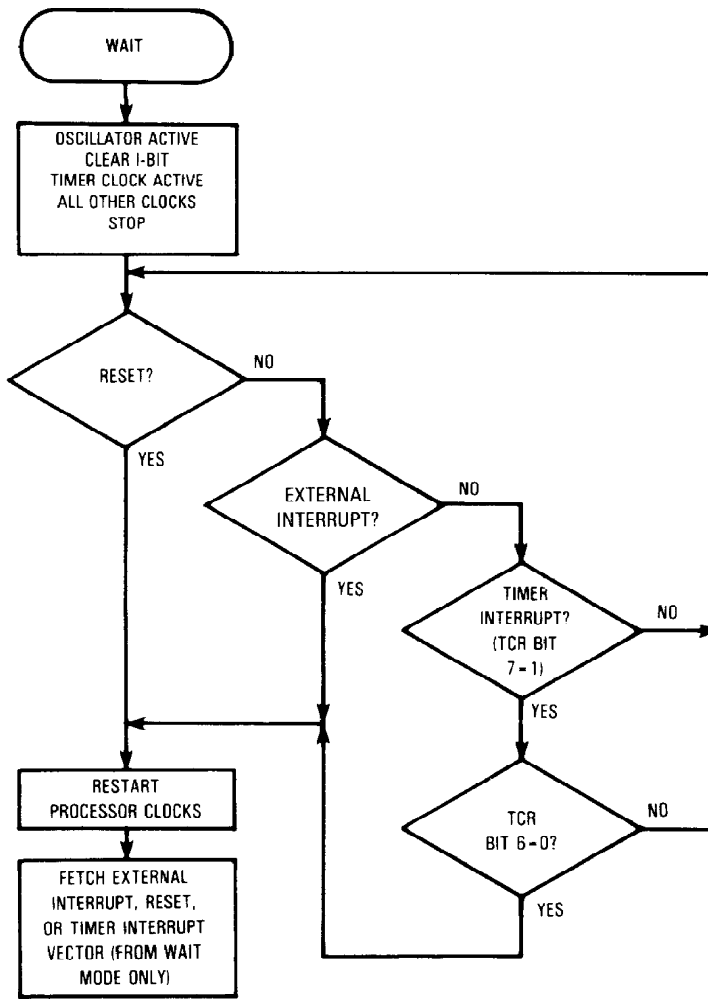 WAIT
OSCILLATOR ACTIVE
CLEAR I-BIT
TIMER CLOCK ACTIVE
ALL OTHER CLOCKS
STOP
RESET?
NO
YES
EXTERNAL
INTERRUPT?
NO
YES
TIMER
INTERRUPT?
(TCR BIT
7=1)
NO
YES
TCR
BIT 6=0?
NO
YES
RESTART
PROCESSOR CLOCKS
FETCH EXTERNAL
INTERRUPT, RESET,
OR TIMER INTERRUPT
VECTOR (FROM WAIT
MODE ONLY)